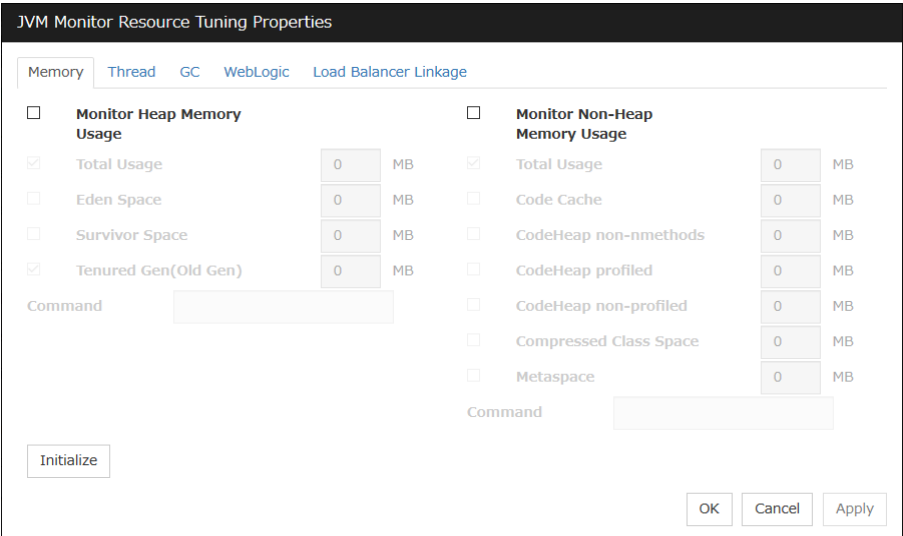 JVM Monitor Resource Tuning Properties
Memory Thread GC WebLogic Load Balancer Linkage
Monitor Heap Memory
Usage
Total Usage 0 MB
Eden Space 0 MB
Survivor Space 0 MB
Tenured Gen(Old Gen) 0 MB
Command
Monitor Non-Heap
Memory Usage
Total Usage 0 MB
Code Cache 0 MB
CodeHeap non-nmethods 0 MB
CodeHeap profiled 0 MB
CodeHeap non-profiled 0 MB
Compressed Class Space 0 MB
Metaspace 0 MB
Command
Initialize
OK Cancel Apply